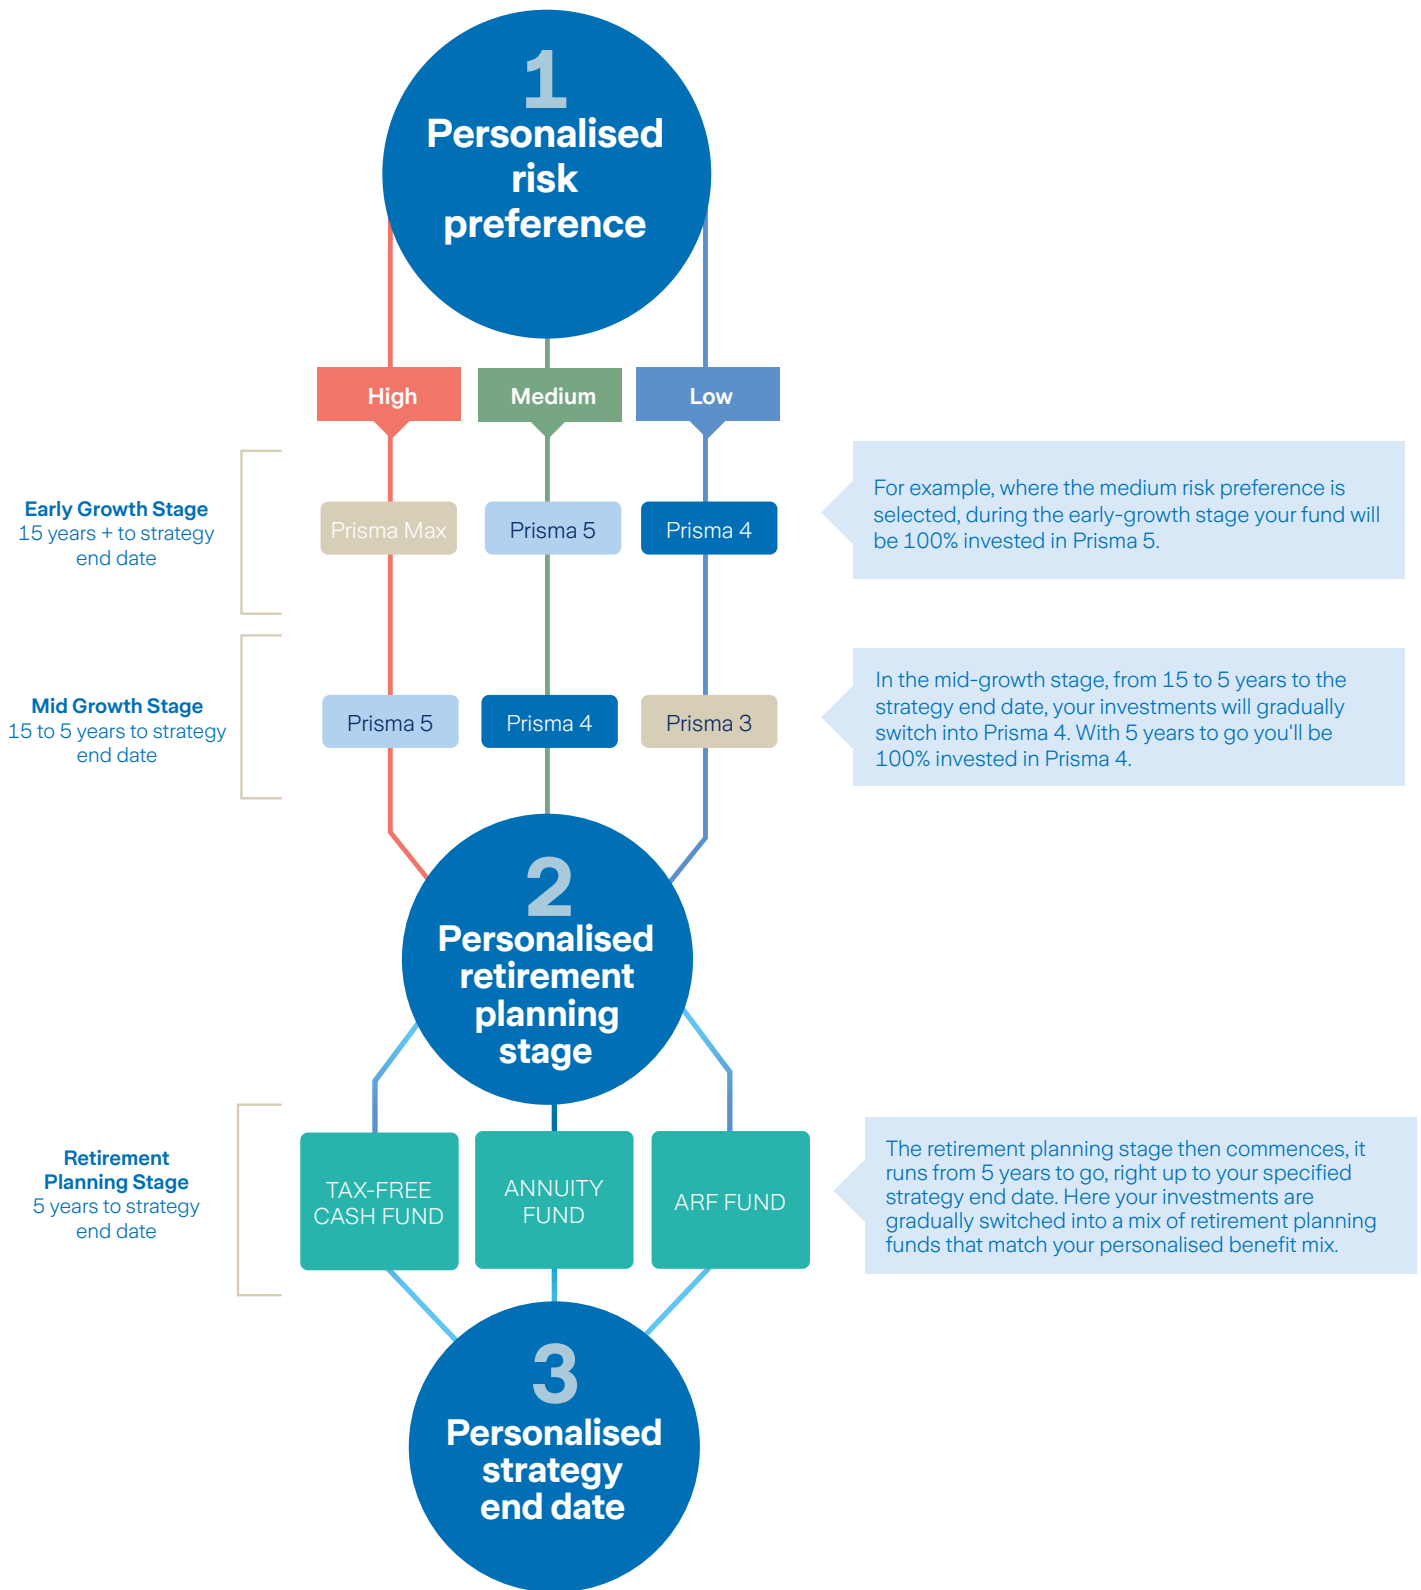 1
Personalised
risk
preference
High
Medium
Low
Early Growth Stage
15 years + to strategy
end date
Prisma Max
Prisma 5
Prisma 4
For example, where the medium risk preference is
selected, during the early-growth stage your fund will
be 100% invested in Prisma 5.
Mid Growth Stage
15 to 5 years to strategy
end date
Prisma 5
Prisma 4
Prisma 3
In the mid-growth stage, from 15 to 5 years to the
strategy end date, your investments will gradually
switch into Prisma 4. With 5 years to go you'll be
100% invested in Prisma 4.
2
Personalised
retirement
planning
stage
Retirement
Planning Stage
5 years to strategy
end date
TAX-FREE
CASH FUND
ANNUITY
FUND
ARF FUND
The retirement planning stage then commences, it
runs from 5 years to go, right up to your specified
strategy end date. Here your investments are
gradually switched into a mix of retirement planning
funds that match your personalised benefit mix.
3
Personalised
strategy
end date